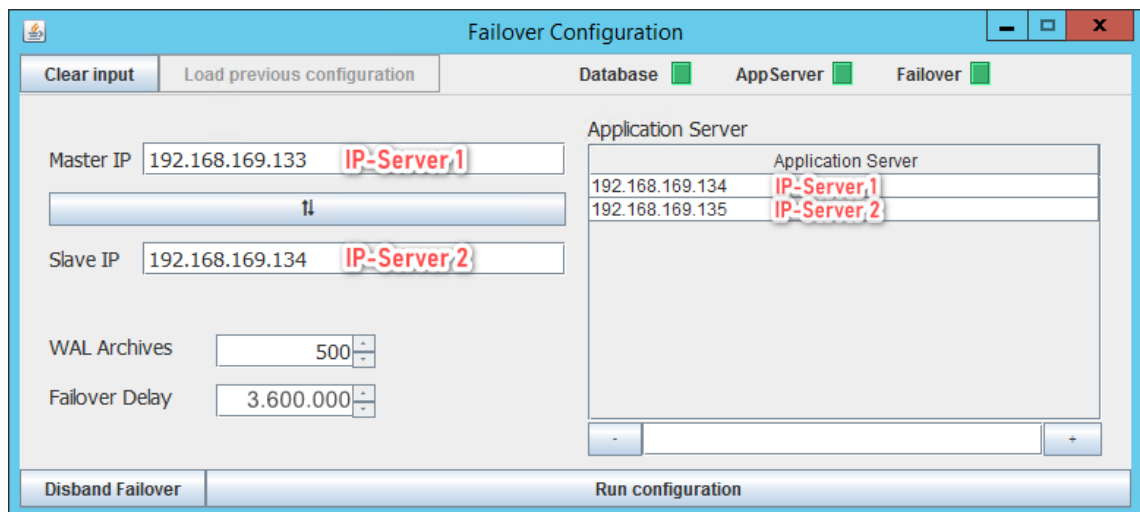 Failover Configuration
Clear input
Load previous configuration
Database
AppServer
Failover
Master IP 192.168.169.133 IP-Server 1
⇅
Slave IP 192.168.169.134 IP-Server 2
WAL Archives 500
Failover Delay 3.600.000
Application Server
Application Server
192.168.169.134 IP-Server 1
192.168.169.135 IP-Server 2
- +
Disband Failover
Run configuration